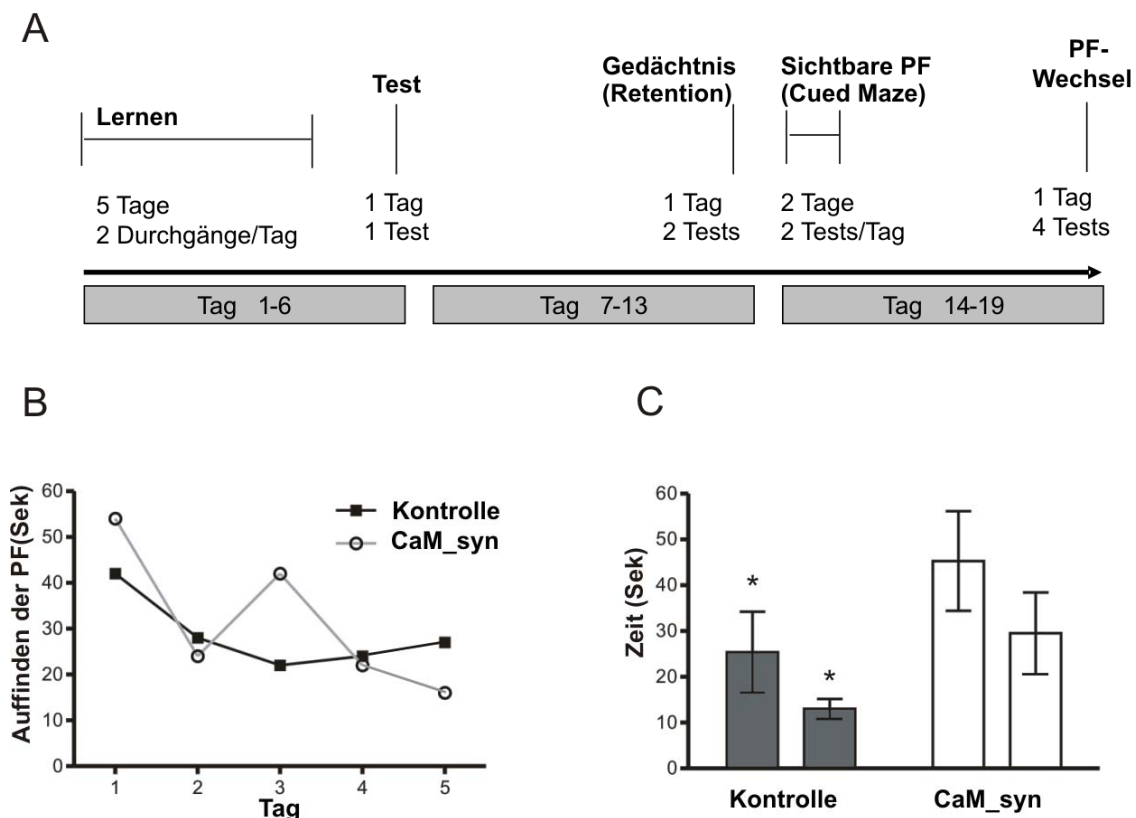 A
Lernen
Test
Gedächtnis
(Retention)
Sichtbare PF
(Cued Maze)
PF-
Wechsel
5 Tage
2 Durchgänge/Tag
1 Tag
1 Test
1 Tag
2 Tests
2 Tage
2 Tests/Tag
1 Tag
4 Tests
Tag 1-6
Tag 7-13
Tag 14-19
B
Auffinden der PF(Sek)
60
50
40
30
20
10
0
Kontrolle
CaM_syn
1 2 3 4 5
Tag
C
Zeit (Sek)
60
50
40
30
20
10
0
* *
Kontrolle CaM_syn